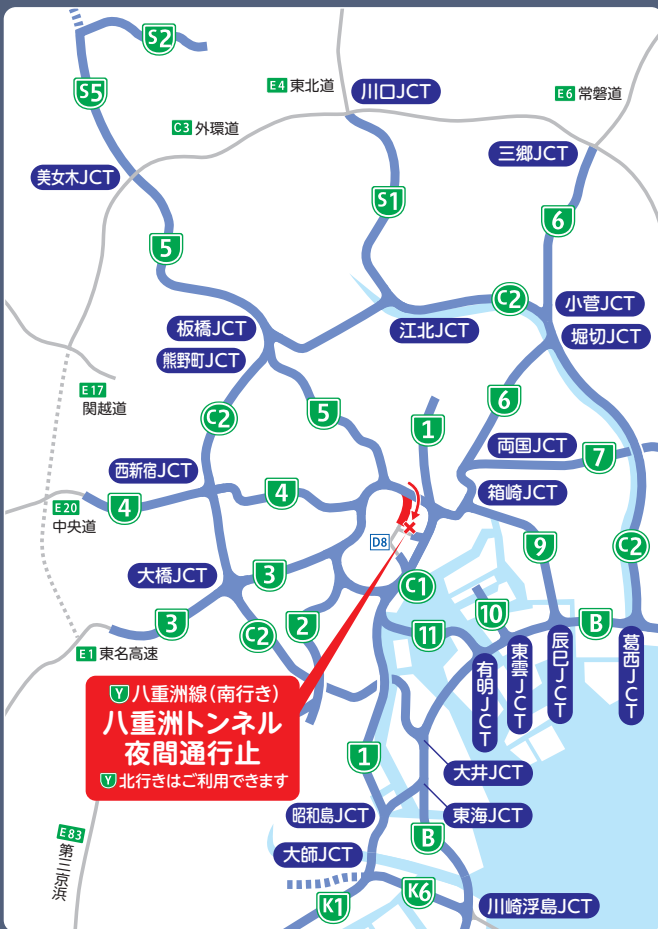 S2
S5
E4 東北道
川口JCT
E6 常磐道
C3 外環道
三郷JCT
美女木JCT
S1
6
5
C2
小菅JCT
板橋JCT
江北JCT
堀切JCT
熊野町JCT
E17
関越道
C2
5
1
6
両国JCT
7
西新宿JCT
4
箱崎JCT
E20
中央道
4
D8
9
C2
大橋JCT
3
C1
3
C2
2
11
10
B
E1 東名高速
有明JCT
東雲JCT
辰巳JCT
葛西JCT
Y 八重洲線(南行き)
八重洲トンネル
夜間通行止
Y 北行きはご利用できます
1
大井JCT
昭和島JCT
東海JCT
E83
第三京浜
B
大師JCT
K1
K6
川崎浮島JCT